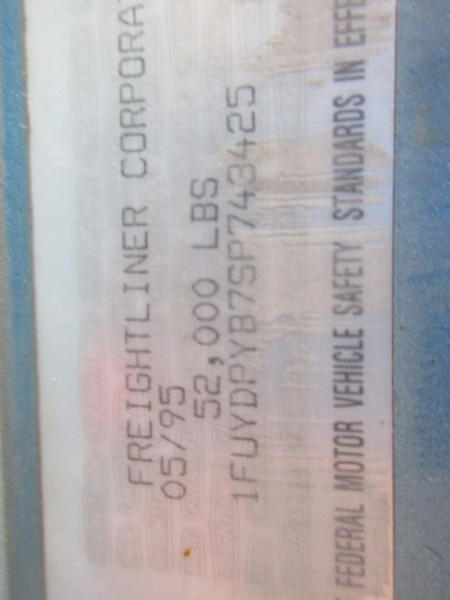 FREIGHTLINER CORPORA
05/95
52,000 LBS
1FUYDPYB7SP743425
FEDERAL MOTOR VEHICLE SAFETY STANDARDS IN EFFE